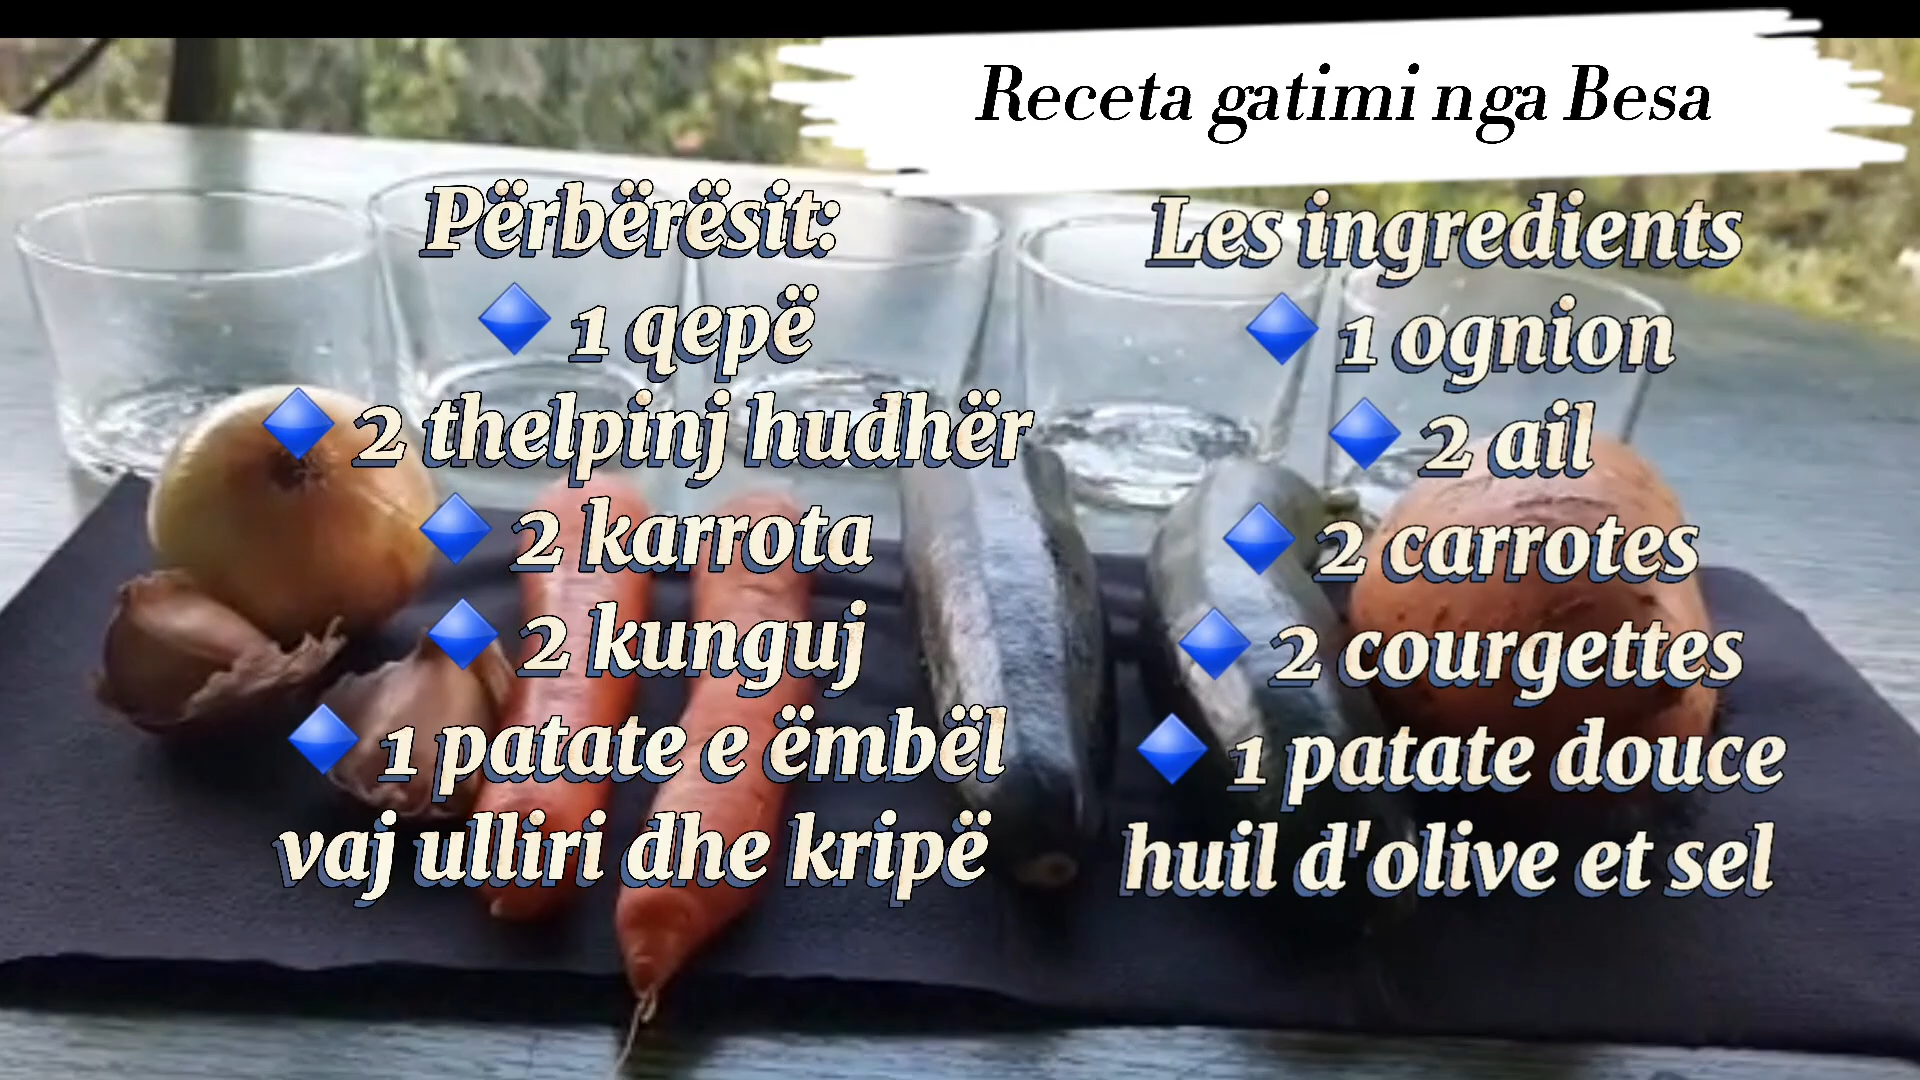 Receta gatimi nga Besa
Përbërësit:
1 qepë
2 thelpinj hudhër
2 karrota
2 kunguj
1 patate e ëmbël
vaj ulliri dhe kripë
Les ingredients
1 ognion
2 ail
2 carrotes
2 courgettes
1 patate douce
huil d'olive et sel